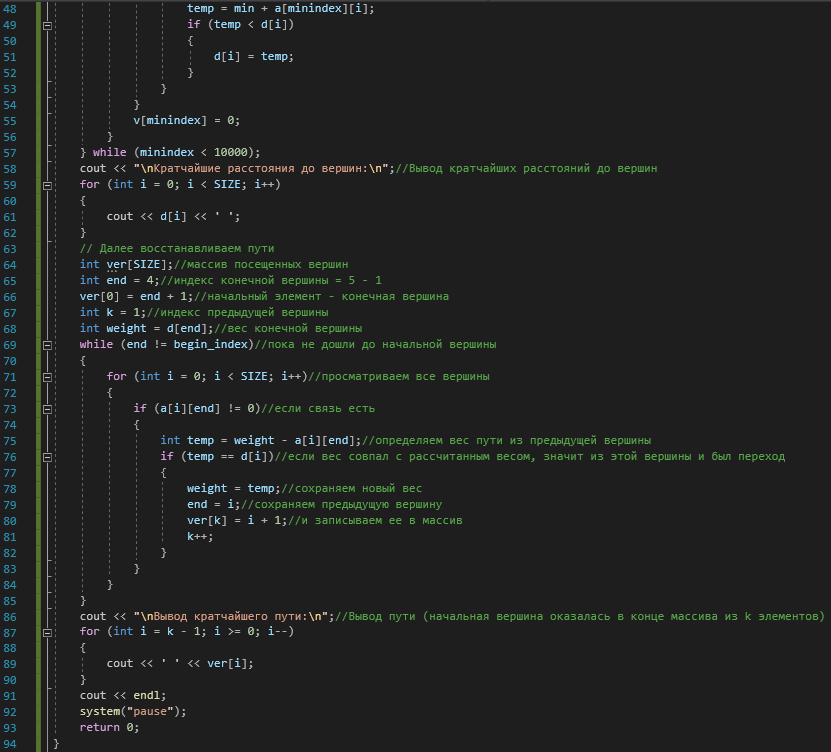 48 temp = min + a[minindex][i];
49 if (temp < d[i])
50 {
51 d[i] = temp;
52 }
53 }
54 }
55 v[minindex] = 0;
56 }
57 } while (minindex < 10000);
58 cout << "\nКратчайшие расстояния до вершин:\n";//Вывод кратчайших расстояний до вершин
59 for (int i = 0; i < SIZE; i++)
60 {
61 cout << d[i] << ' ';
62 }
63 // Далее восстанавливаем пути
64 int ver[SIZE];//массив посещенных вершин
65 int end = 4;//индекс конечной вершины = 5 - 1
66 ver[0] = end + 1;//начальный элемент - конечная вершина
67 int k = 1;//индекс предыдущей вершины
68 int weight = d[end];//вес конечной вершины
69 while (end != begin_index)//пока не дошли до начальной вершины
70 {
71 for (int i = 0; i < SIZE; i++)//просматриваем все вершины
72 {
73 if (a[i][end] != 0)//если связь есть
74 {
75 int temp = weight - a[i][end];//определяем вес пути из предыдущей вершины
76 if (temp == d[i])//если вес совпал с рассчитанным весом, значит из этой вершины и был переход
77 {
78 weight = temp;//сохраняем новый вес
79 end = i;//сохраняем предыдущую вершину
80 ver[k] = i + 1;//и записываем ее в массив
81 k++;
82 }
83 }
84 }
85 }
86 cout << "\nВывод кратчайшего пути:\n";//Вывод пути (начальная вершина оказалась в конце массива из k элементов)
87 for (int i = k - 1; i >= 0; i--)
88 {
89 cout << ' ' << ver[i];
90 }
91 cout << endl;
92 system("pause");
93 return 0;
94 }